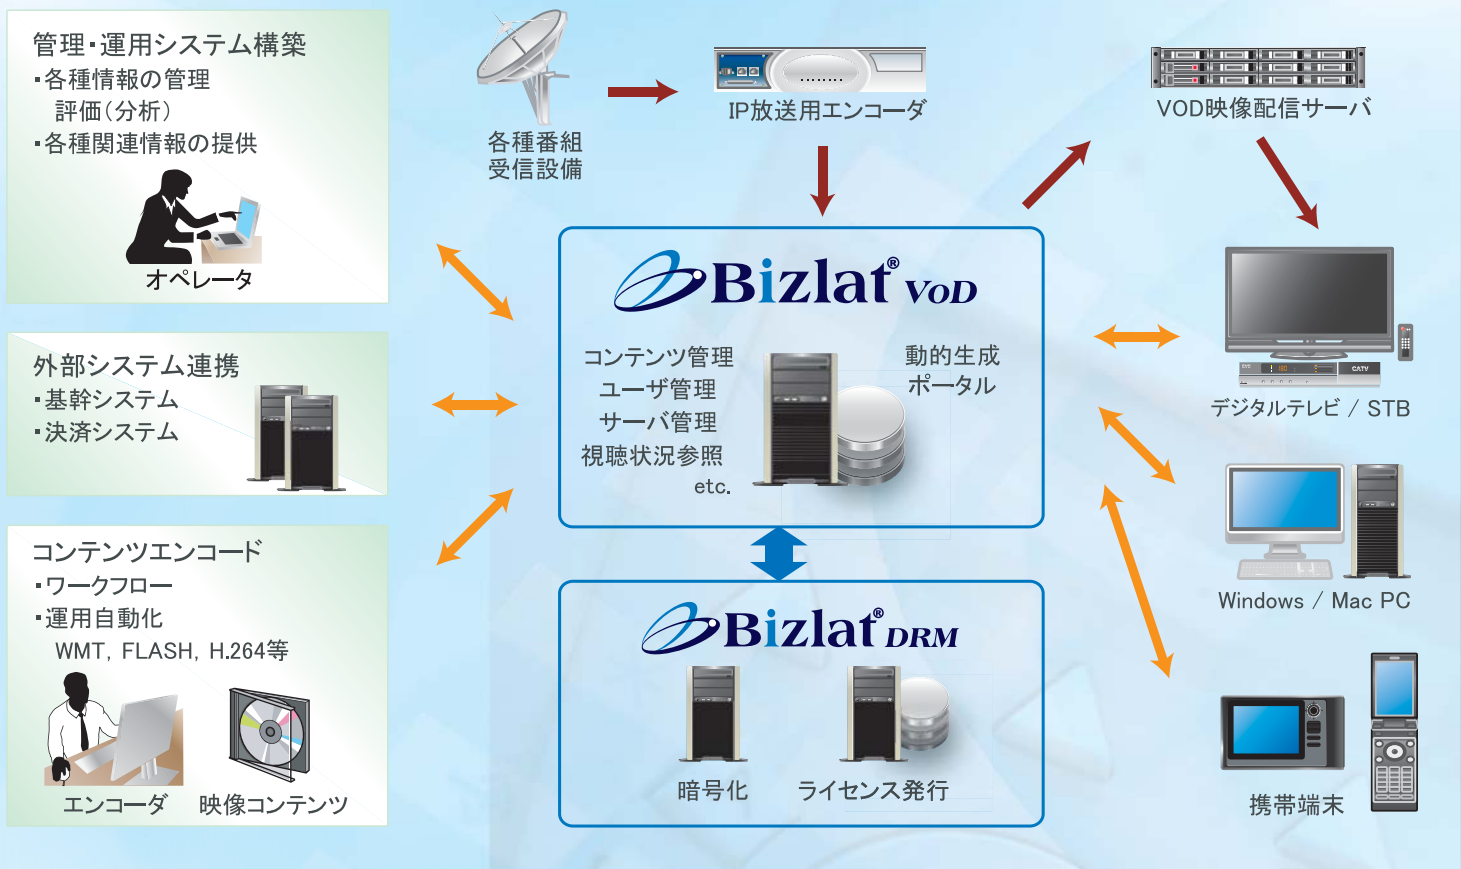 管理・運用システム構築
・各種情報の管理
評価（分析）
・各種関連情報の提供
オペレータ
外部システム連携
・基幹システム
・決済システム
コンテンツエンコード
・ワークフロー
・運用自動化
WMT, FLASH, H.264等
エンコーダ
映像コンテンツ
各種番組
受信設備
IP放送用エンコーダ
VOD映像配信サーバ
Bizlat® VoD
コンテンツ管理
ユーザ管理
サーバ管理
視聴状況参照
etc.
動的生成
ポータル
Bizlat® DRM
暗号化
ライセンス発行
CATV
デジタルテレビ / STB
Windows / Mac PC
携帯端末